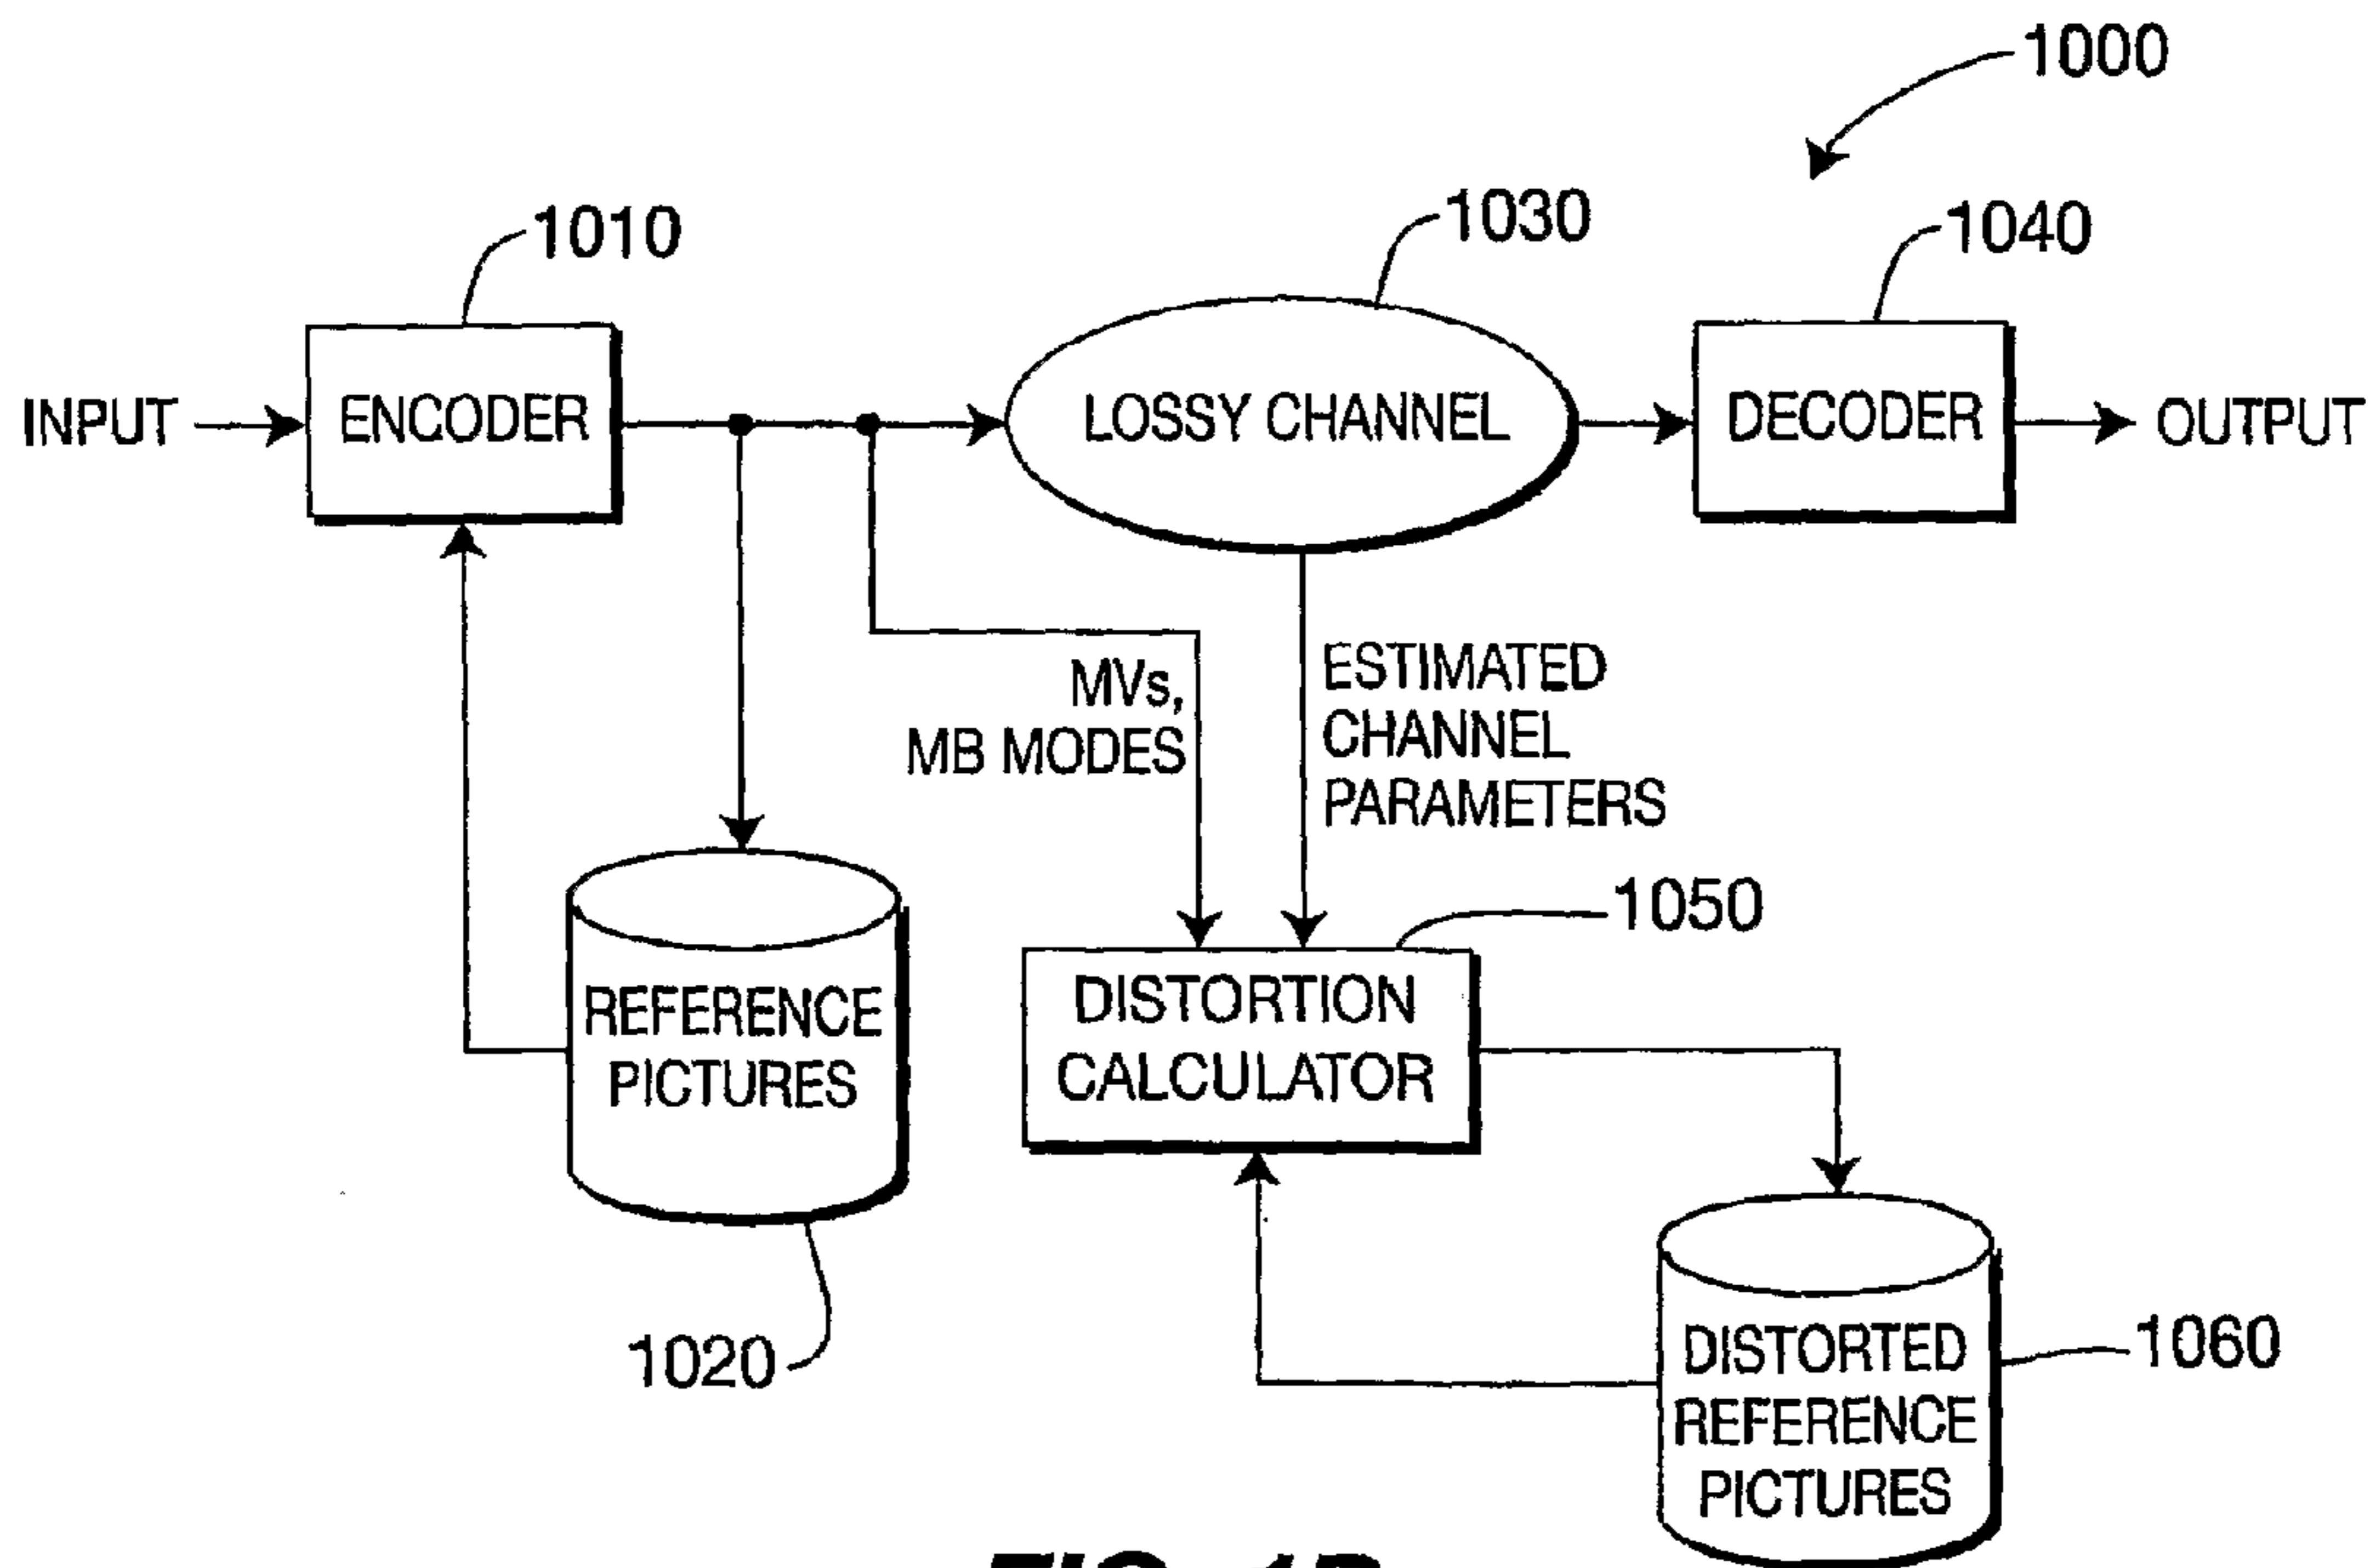 1000
1010
1030
1040
INPUT
ENCODER
LOSSY CHANNEL
DECODER
OUTPUT
MVs,
MB MODES
ESTIMATED
CHANNEL
PARAMETERS
1050
REFERENCE
PICTURES
DISTORTION
CALCULATOR
1020
DISTORTED
REFERENCE
PICTURES
1060